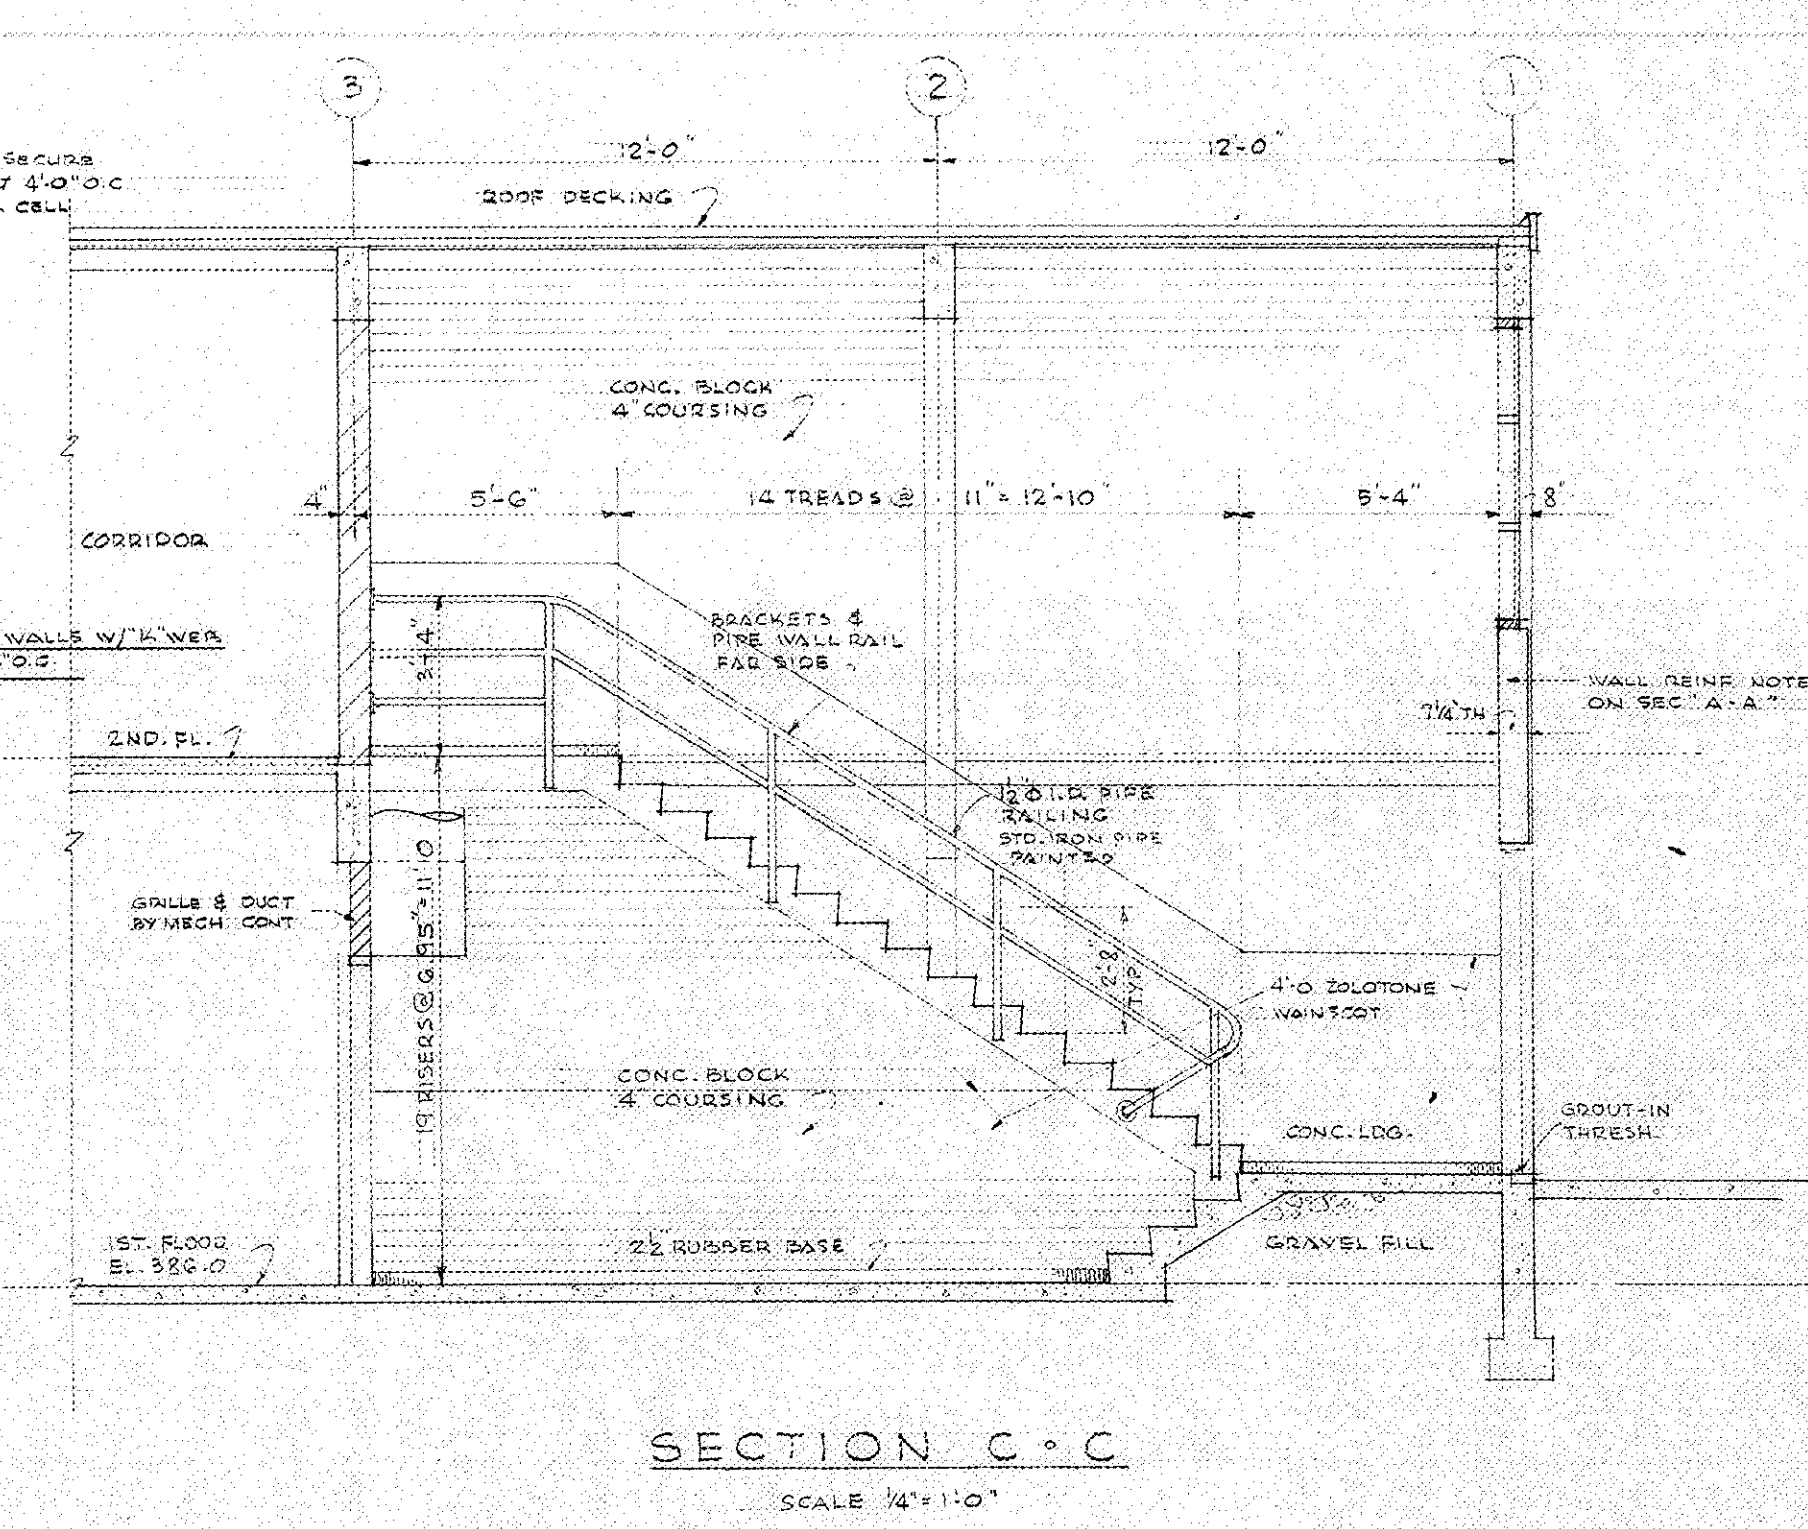 3
2
1
12'-0"
12'-0"
SECURE
4'-0" O.C
CELL
ROOF DECKING
CONC. BLOCK
4" COURSING
4"
5'-6"
14 TREADS @ 11" = 12'-10"
5'-4"
8"
CORRIDOR
BRACKETS &
PIPE WALL RAIL
FAR SIDE
WALLS W/"K" WEB
"O.C.
3'-4"
WALL REINF. NOTE
ON SEC "A-A"
7 1/4" TH
2ND. FL.
1 1/2" O I.D. PIPE
RAILING
STD. IRON PIPE
PAINTED
GRILLE & DUCT
BY MECH. CONT
19 RISERS @ 6.95" = 11'-0
2'-8"
TYP.
4'-0 ZOLOTONE
WAINSCOT
CONC. BLOCK
4" COURSING
CONC. LDG.
GROUT-IN
THRESH.
1ST. FLOOR
EL. 386.0
2 1/2" RUBBER BASE
GRAVEL FILL
SECTION C·C
SCALE 1/4" = 1'-0"